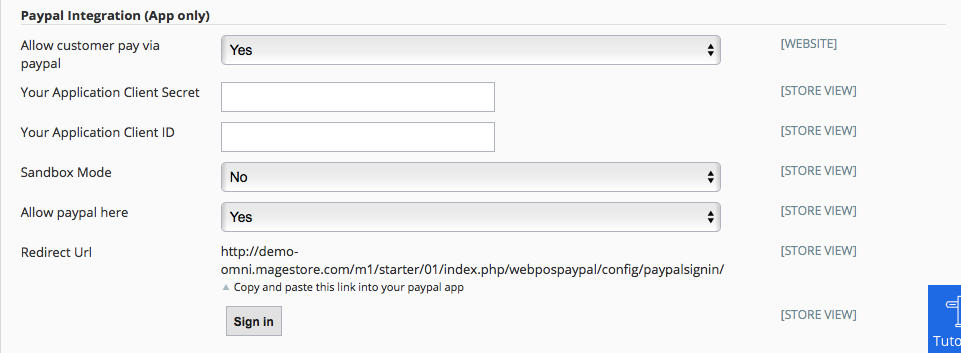 Paypal Integration (App only)
Allow customer pay via
paypal
Yes
[WEBSITE]
Your Application Client Secret
[STORE VIEW]
Your Application Client ID
[STORE VIEW]
Sandbox Mode
No
[STORE VIEW]
Allow paypal here
Yes
[STORE VIEW]
Redirect Url
http://demo-
omni.magestore.com/m1/starter/01/index.php/webpospaypal/config/paypalsignin/
[STORE VIEW]
Copy and paste this link into your paypal app
Sign in
[STORE VIEW]
Tuto